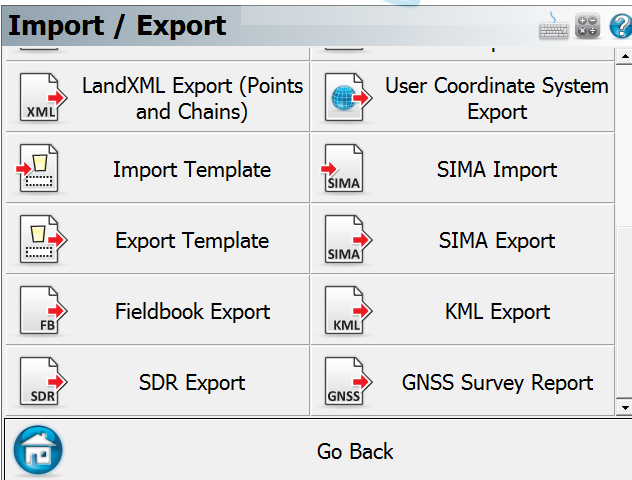 Import / Export
LandXML Export (Points
and Chains)
XML
User Coordinate System
Export
Import Template
SIMA
SIMA Import
Export Template
SIMA
SIMA Export
FB
Fieldbook Export
KML
KML Export
SDR
SDR Export
GNSS
GNSS Survey Report
Go Back